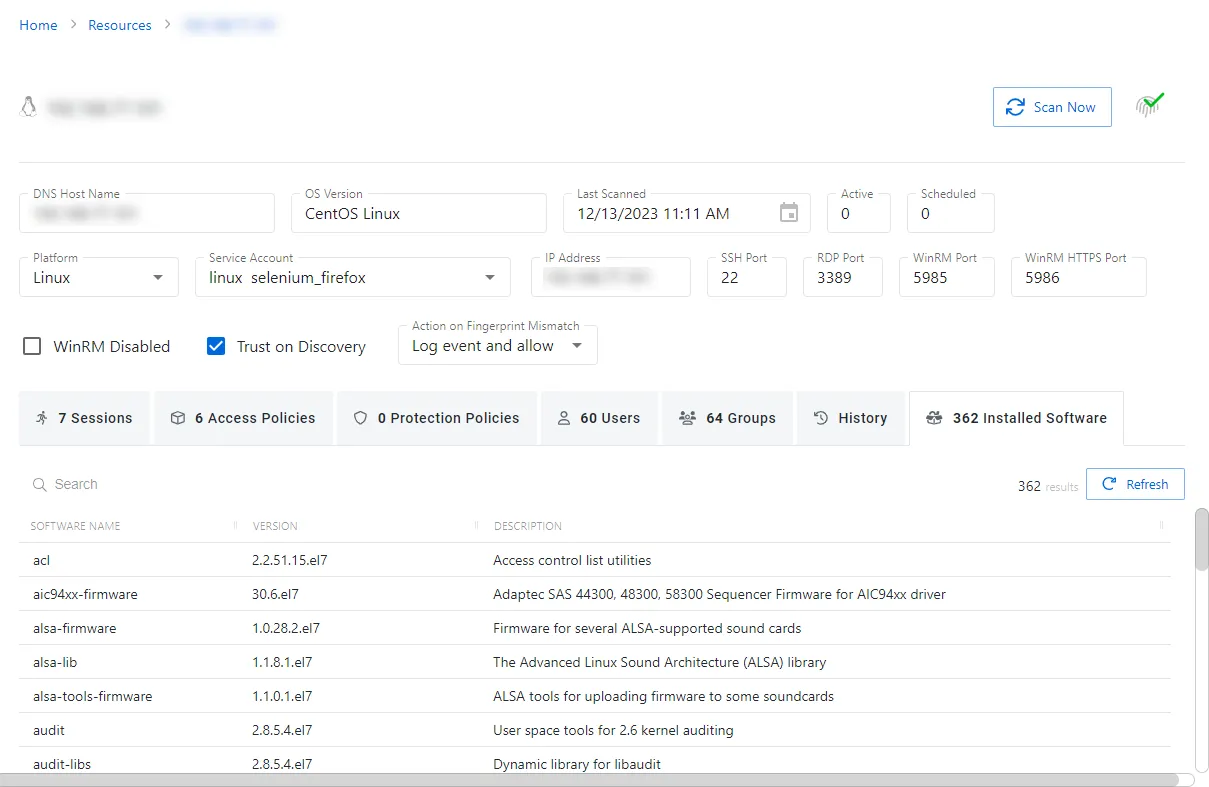 Home > Resources >
Scan Now
DNS Host Name
OS Version
CentOS Linux
Last Scanned
12/13/2023 11:11 AM
Active
0
Scheduled
0
Platform
Linux
Service Account
linux selenium_firefox
IP Address
SSH Port
22
RDP Port
3389
WinRM Port
5985
WinRM HTTPS Port
5986
WinRM Disabled
Trust on Discovery
Action on Fingerprint Mismatch
Log event and allow
7 Sessions
6 Access Policies
0 Protection Policies
60 Users
64 Groups
History
362 Installed Software
Search
362 results
Refresh
SOFTWARE NAME VERSION DESCRIPTION
acl 2.2.51.15.el7 Access control list utilities
aic94xx-firmware 30.6.el7 Adaptec SAS 44300, 48300, 58300 Sequencer Firmware for AIC94xx driver
alsa-firmware 1.0.28.2.el7 Firmware for several ALSA-supported sound cards
alsa-lib 1.1.8.1.el7 The Advanced Linux Sound Architecture (ALSA) library
alsa-tools-firmware 1.1.0.1.el7 ALSA tools for uploading firmware to some soundcards
audit 2.8.5.4.el7 User space tools for 2.6 kernel auditing
audit-libs 2.8.5.4.el7 Dynamic library for libaudit